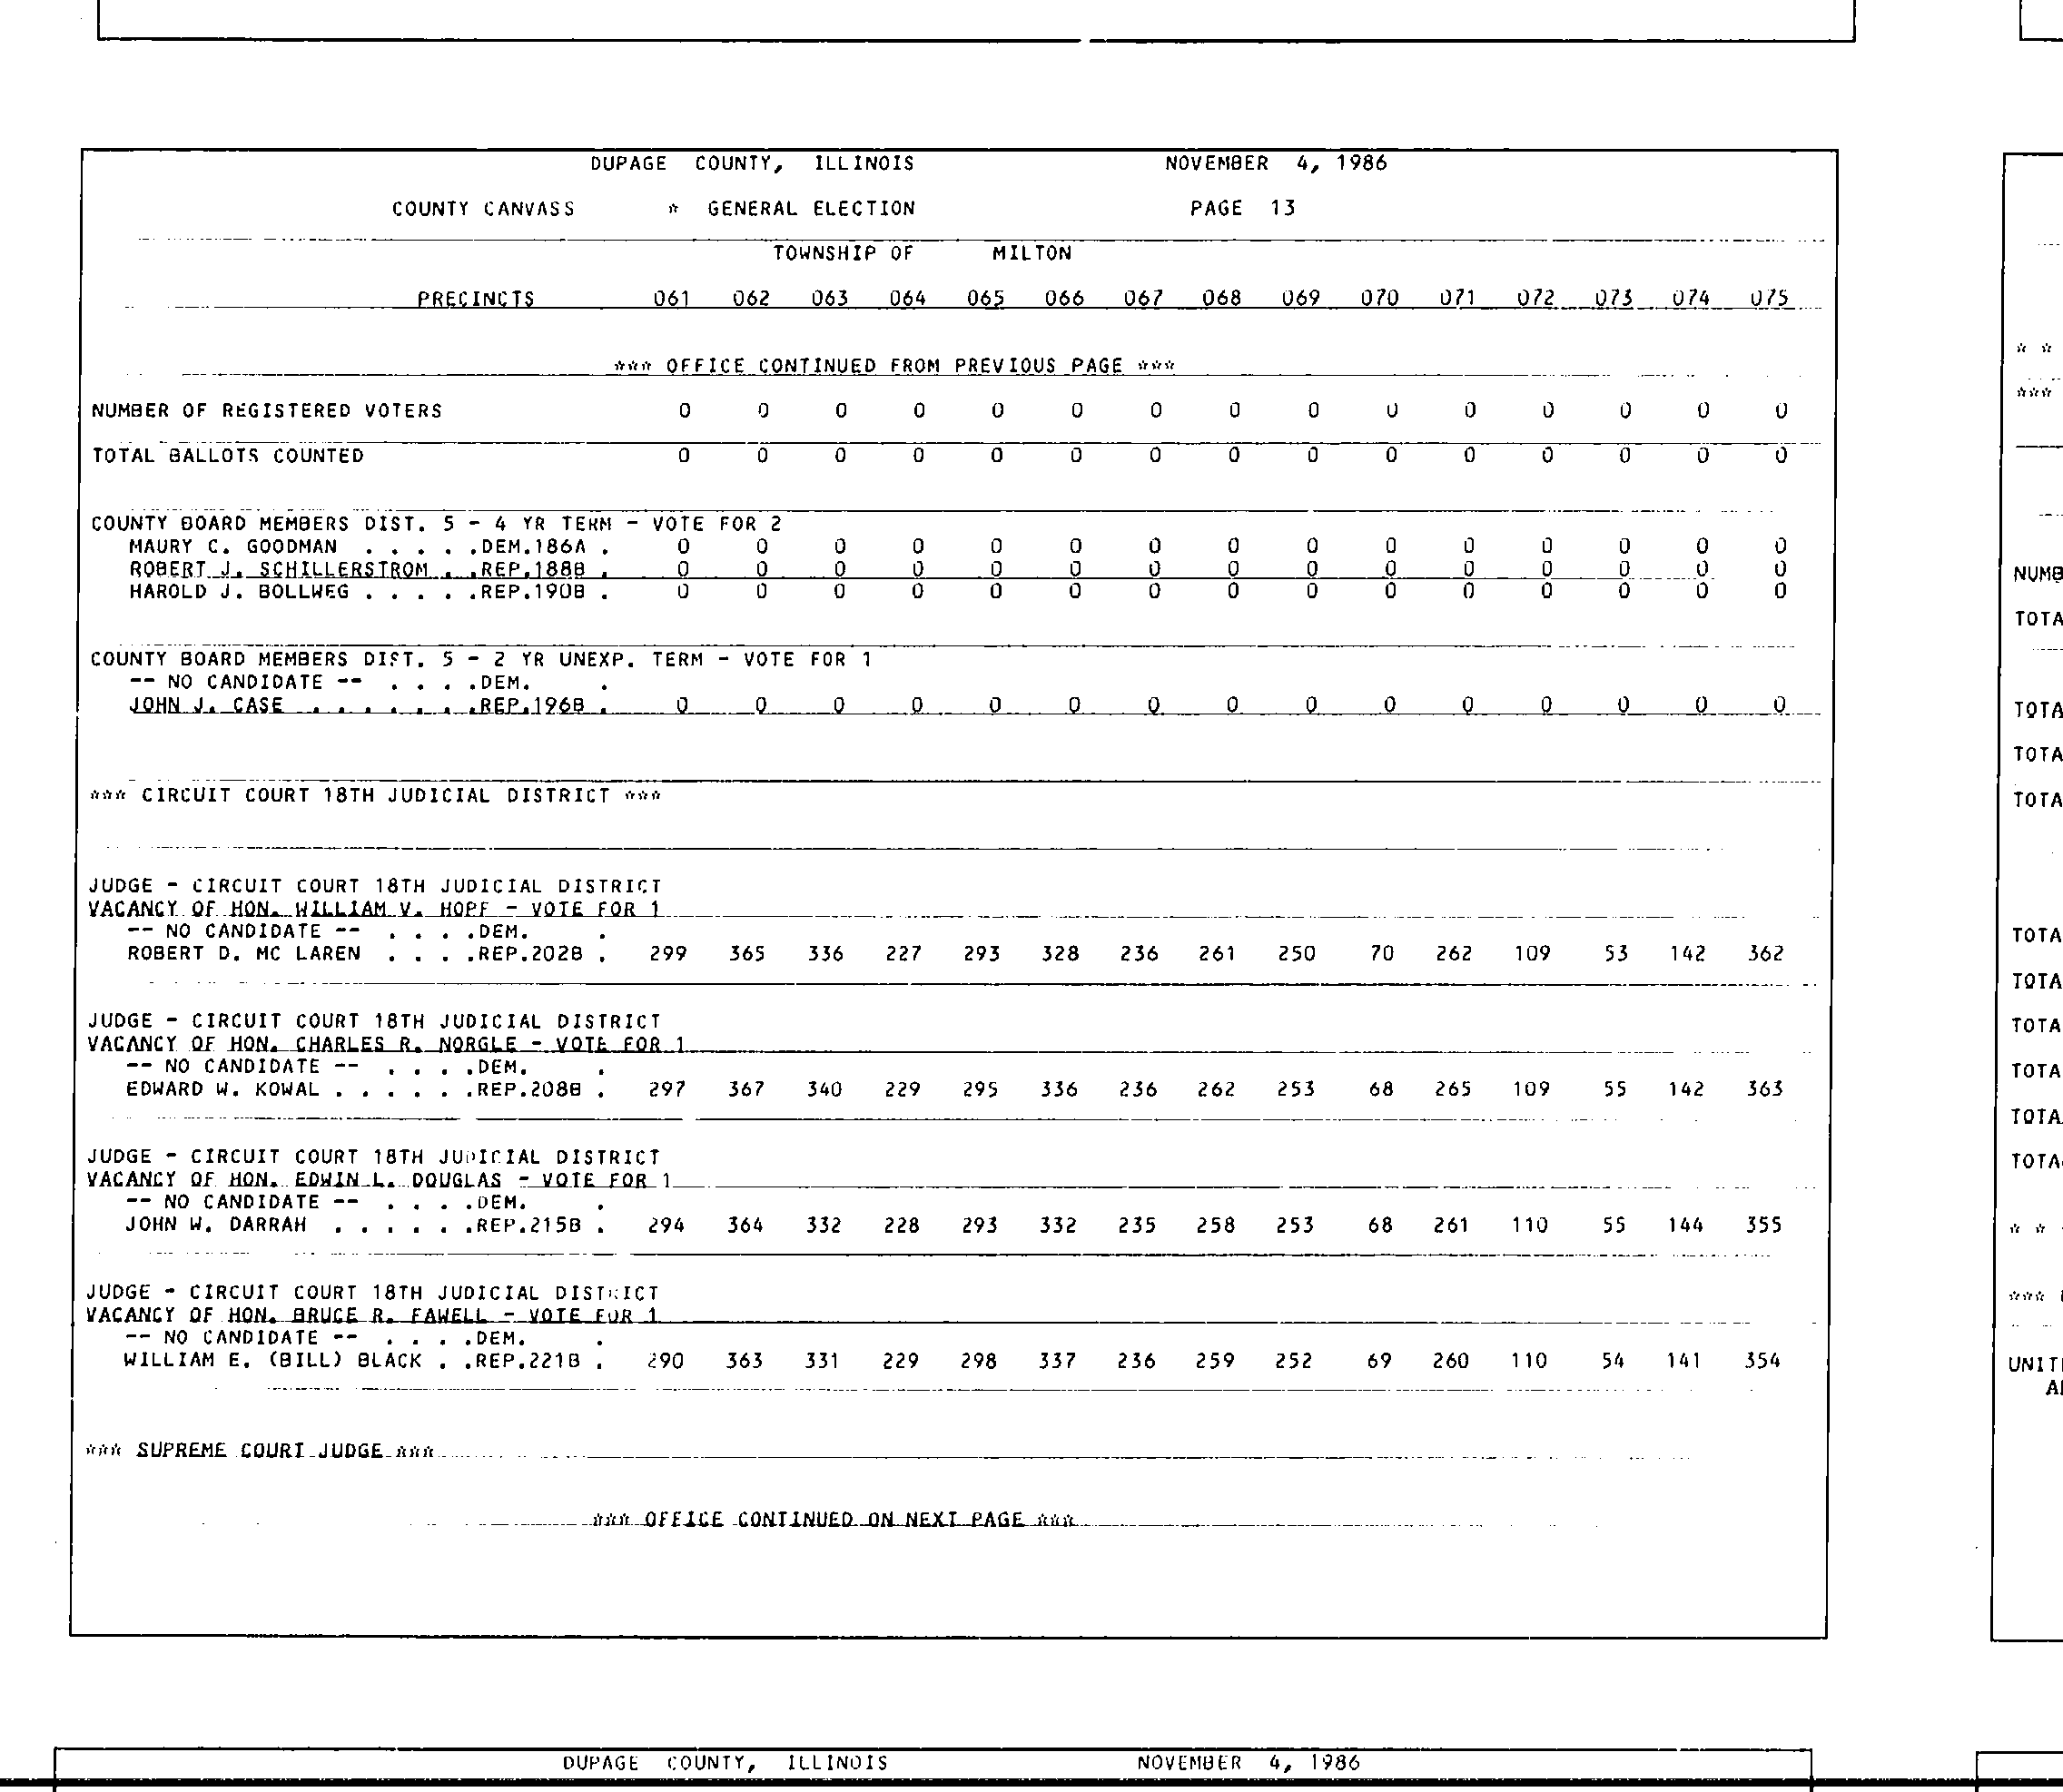 DUPAGE COUNTY, ILLINOIS NOVEMBER 4, 1986
COUNTY CANVASS * GENERAL ELECTION PAGE 13
TOWNSHIP OF MILTON
PRECINCTS 061 062 063 064 065 066 067 068 069 070 071 072 073 074 075
*** OFFICE CONTINUED FROM PREVIOUS PAGE ***
NUMBER OF REGISTERED VOTERS 0 0 0 0 0 0 0 0 0 0 0 0 0 0 0
TOTAL BALLOTS COUNTED 0 0 0 0 0 0 0 0 0 0 0 0 0 0 0
COUNTY BOARD MEMBERS DIST. 5 - 4 YR TERM - VOTE FOR 2
MAURY C. GOODMAN . . . . .DEM.186A . 0 0 0 0 0 0 0 0 0 0 0 0 0 0 0
ROBERT J. SCHILLERSTROM . .REP.188B . 0 0 0 0 0 0 0 0 0 0 0 0 0 0 0
HAROLD J. BOLLWEG . . . . .REP.190B . 0 0 0 0 0 0 0 0 0 0 0 0 0 0 0
COUNTY BOARD MEMBERS DIST. 5 - 2 YR UNEXP. TERM - VOTE FOR 1
-- NO CANDIDATE -- . . . .DEM. .
JOHN J. CASE . . . . . . .REP.196B . 0 0 0 0 0 0 0 0 0 0 0 0 0 0 0
*** CIRCUIT COURT 18TH JUDICIAL DISTRICT ***
JUDGE - CIRCUIT COURT 18TH JUDICIAL DISTRICT
VACANCY OF HON. WILLIAM V. HOPF - VOTE FOR 1
-- NO CANDIDATE -- . . . .DEM. .
ROBERT D. MC LAREN . . . .REP.202B . 299 365 336 227 293 328 236 261 250 70 262 109 53 142 362
JUDGE - CIRCUIT COURT 18TH JUDICIAL DISTRICT
VACANCY OF HON. CHARLES R. NORGLE - VOTE FOR 1
-- NO CANDIDATE -- . . . .DEM. .
EDWARD W. KOWAL . . . . . .REP.208B . 297 367 340 229 295 336 236 262 253 68 265 109 55 142 363
JUDGE - CIRCUIT COURT 18TH JUDICIAL DISTRICT
VACANCY OF HON. EDWIN L. DOUGLAS - VOTE FOR 1
-- NO CANDIDATE -- . . . .DEM. .
JOHN W. DARRAH . . . . . .REP.215B . 294 364 332 228 293 332 235 258 253 68 261 110 55 144 355
JUDGE - CIRCUIT COURT 18TH JUDICIAL DISTRICT
VACANCY OF HON. BRUCE R. FAWELL - VOTE FOR 1
-- NO CANDIDATE -- . . . .DEM. .
WILLIAM E. (BILL) BLACK . .REP.221B . 290 363 331 229 298 337 236 259 252 69 260 110 54 141 354
*** SUPREME COURT JUDGE ***
*** OFFICE CONTINUED ON NEXT PAGE ***
DUPAGE COUNTY, ILLINOIS NOVEMBER 4, 1986
* *
***
NUMB
TOTA
TOTA
TOTA
TOTA
TOTA
TOTA
TOTA
TOTA
TOTA
TOTA
* *
***
UNIT